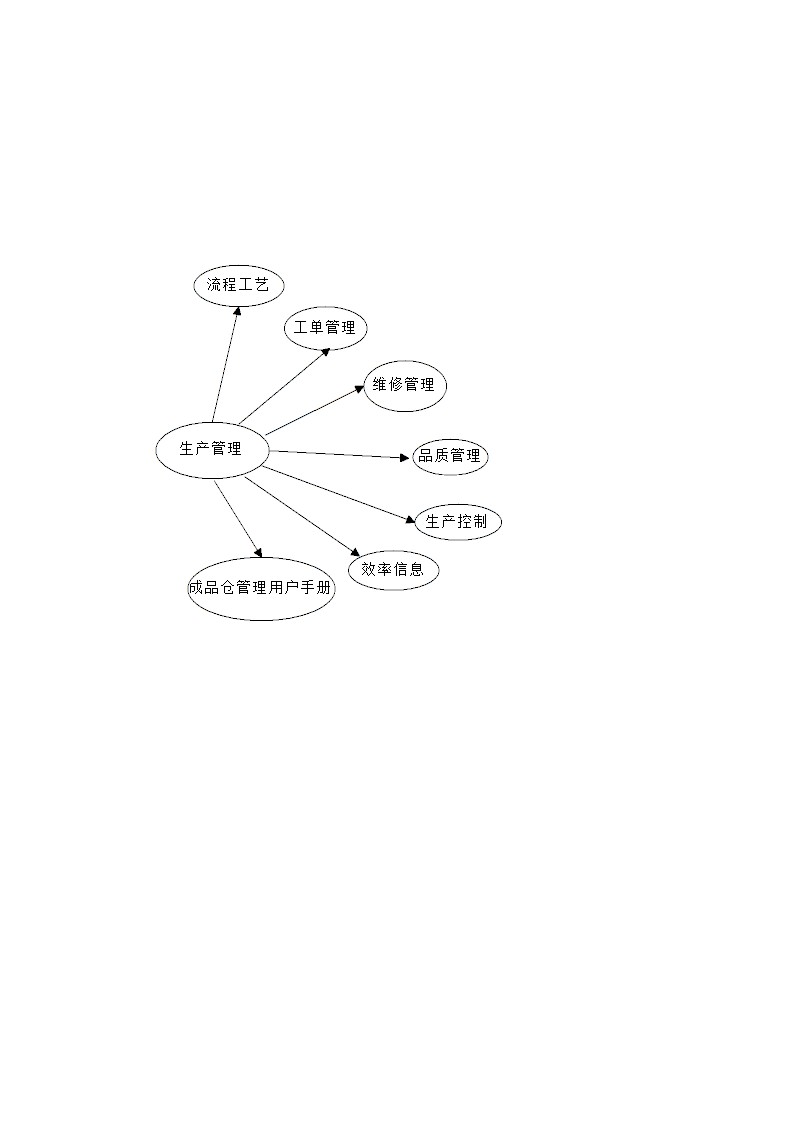 流程工艺
工单管理
维修管理
生产管理
品质管理
生产控制
效率信息
成品仓管理用户手册